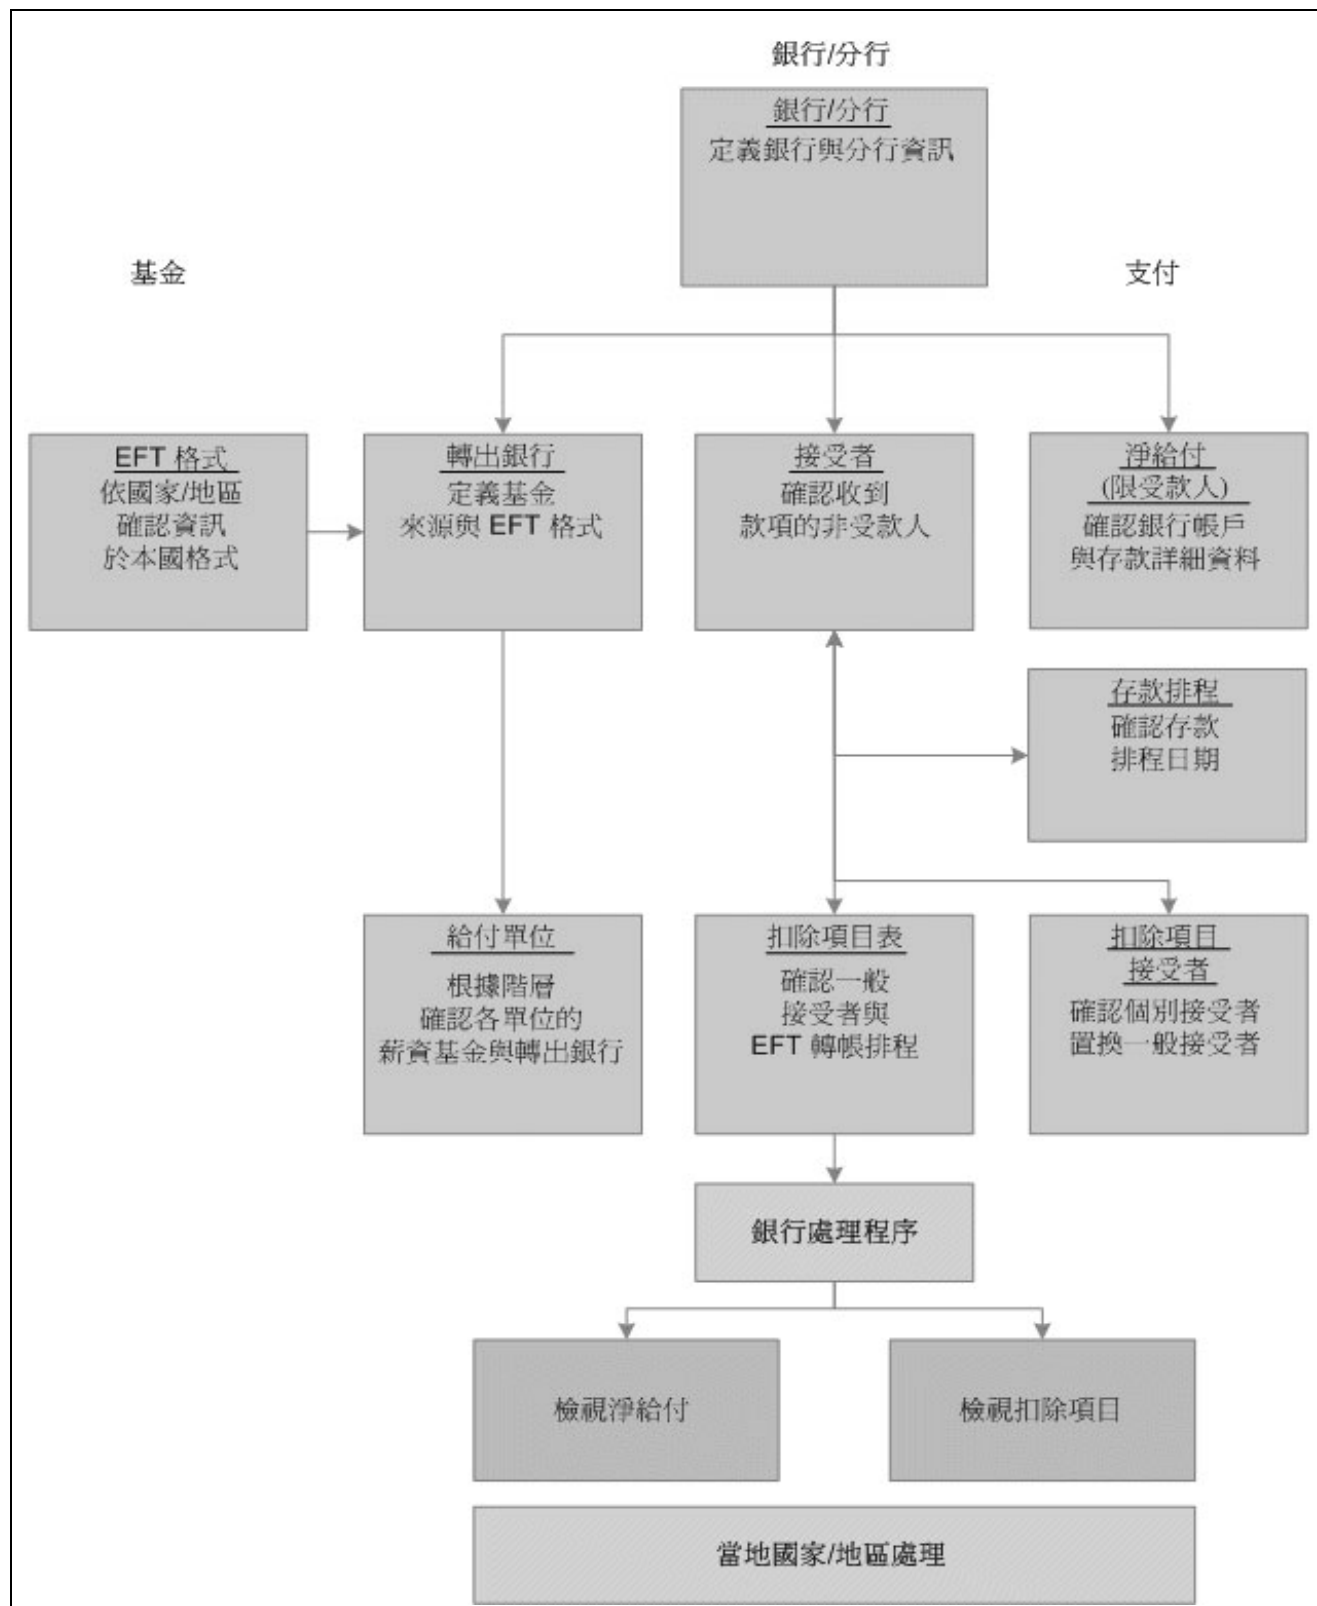 銀行/分行
銀行/分行
定義銀行與分行資訊
基金
支付
EFT 格式
依國家/地區
確認資訊
於本國格式
轉出銀行
定義基金
來源與 EFT 格式
接受者
確認收到
款項的非受款人
淨給付
(限受款人)
確認銀行帳戶
與存款詳細資料
存款排程
確認存款
排程日期
給付單位
根據階層
確認各單位的
薪資基金與轉出銀行
扣除項目表
確認一般
接受者與
EFT 轉帳排程
扣除項目
接受者
確認個別接受者
置換一般接受者
銀行處理程序
檢視淨給付
檢視扣除項目
當地國家/地區處理